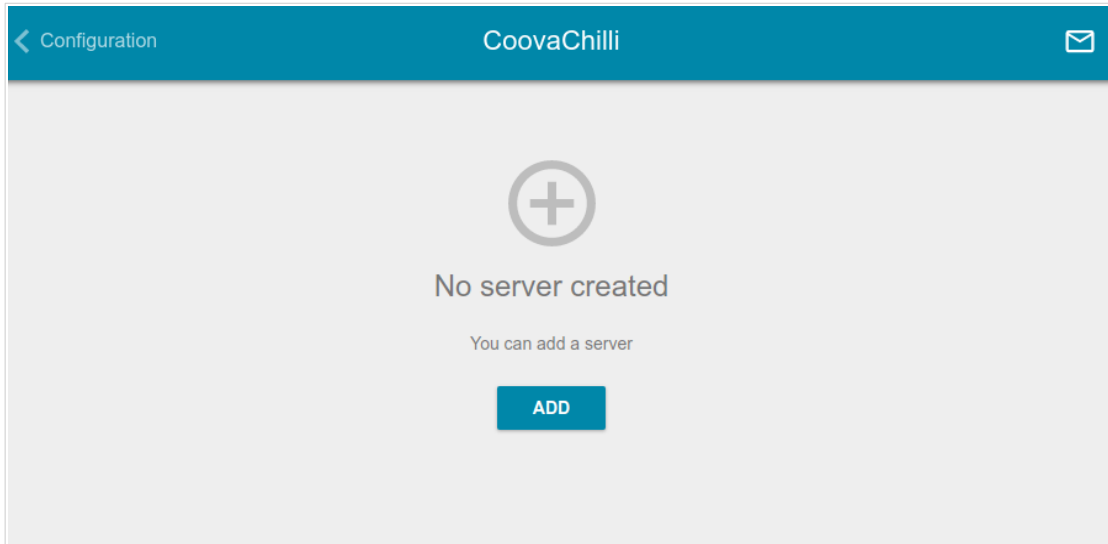 Configuration
CoovaChilli
No server created
You can add a server
ADD